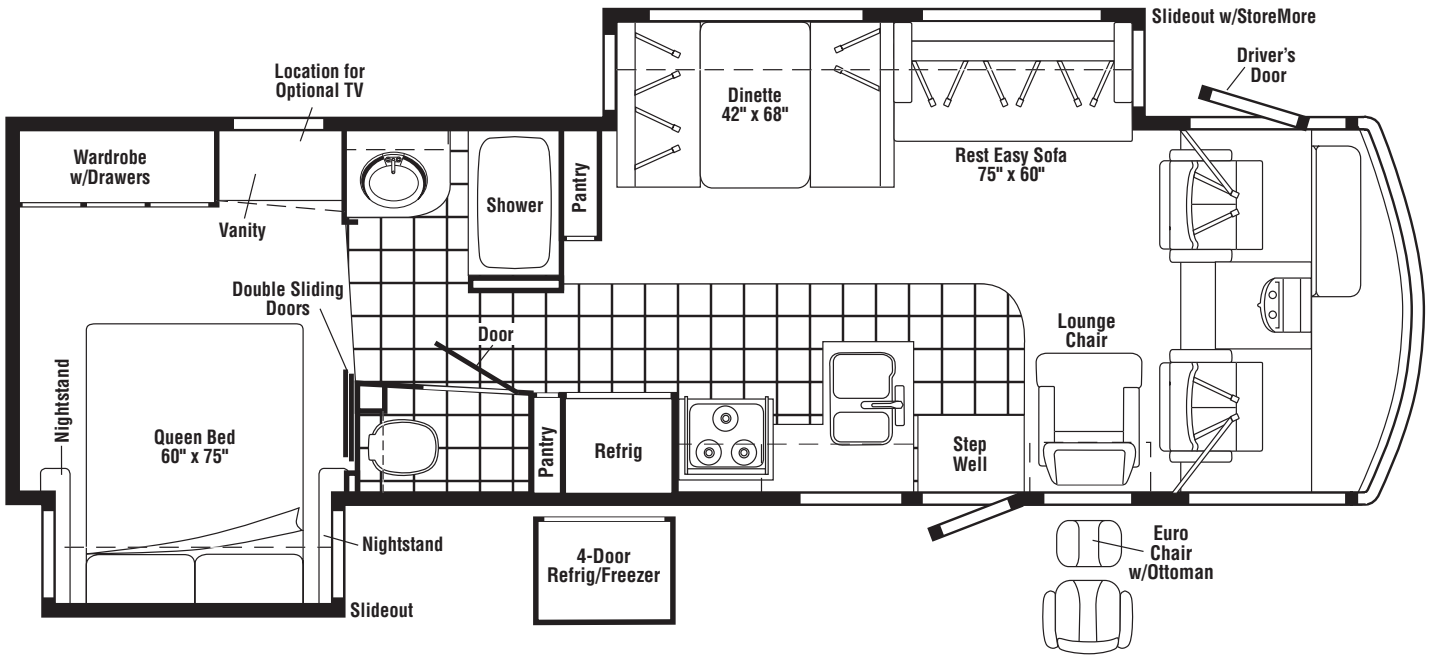 Slideout w/StoreMore
Driver's
Door
Location for
Optional TV
Dinette
42" x 68"
Rest Easy Sofa
75" x 60"
Wardrobe
w/Drawers
Vanity
Shower
Pantry
Double Sliding
Doors
Door
Lounge
Chair
Nightstand
Queen Bed
60" x 75"
Pantry
Refrig
Step
Well
Nightstand
4-Door
Refrig/Freezer
Euro
Chair
w/Ottoman
Slideout